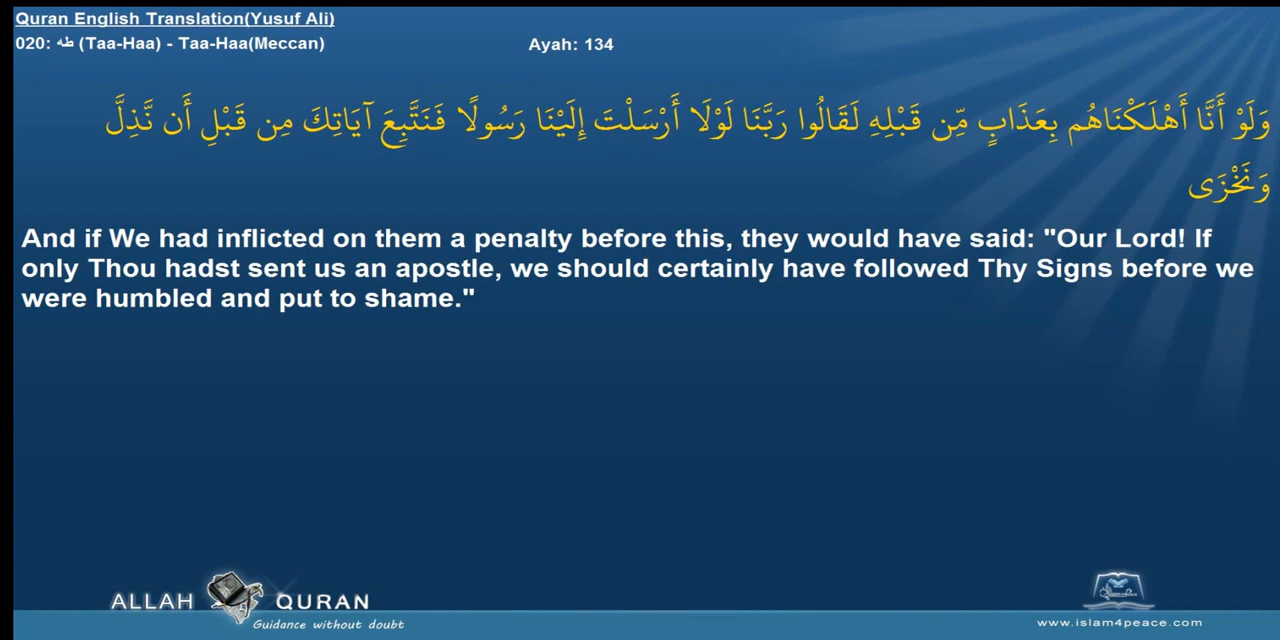 Quran English Translation(Yusuf Ali)
020: طه (Taa-Haa) - Taa-Haa(Meccan)
Ayah: 134
وَلَوْ أَنَّا أَهْلَكْنَاهُم بِعَذَابٍ مِّن قَبْلِهِ لَقَالُوا رَبَّنَا لَوْلَا أَرْسَلْتَ إِلَيْنَا رَسُولًا فَنَتَّبِعَ آيَاتِكَ مِن قَبْلِ أَن نَّذِلَّ
وَنَخْزَى
And if We had inflicted on them a penalty before this, they would have said: "Our Lord! If
only Thou hadst sent us an apostle, we should certainly have followed Thy Signs before we
were humbled and put to shame."
ALLAH QURAN
Guidance without doubt
www.islam4peace.com